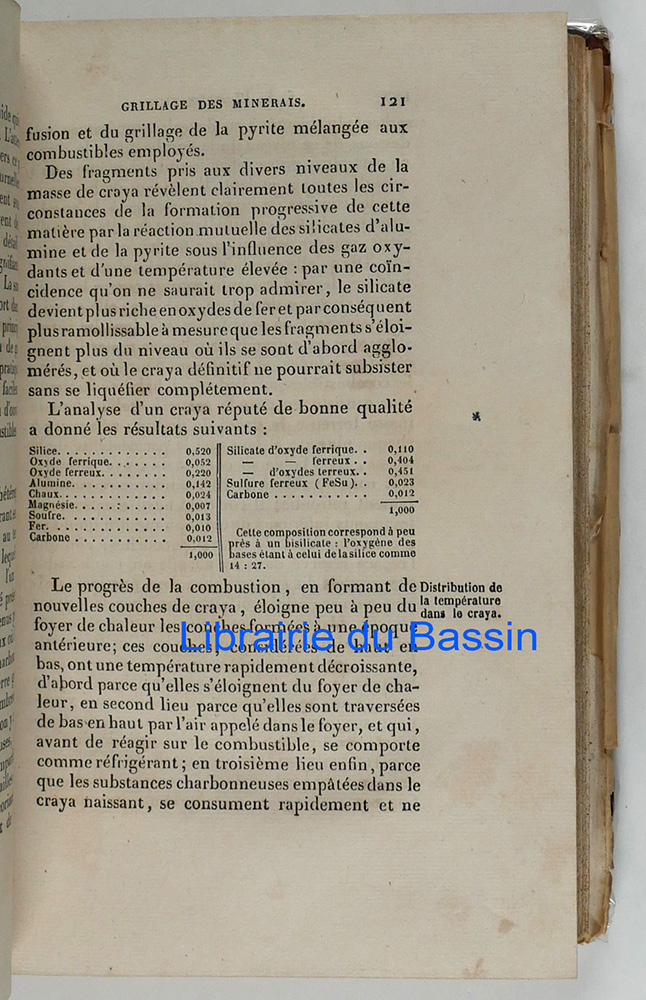 GRILLAGE DES MINERAIS. 121
fusion et du grillage de la pyrite mélangée aux
combustibles employés.
Des fragments pris aux divers niveaux de la
masse de craya révèlent clairement toutes les cir-
constances de la formation progressive de cette
matière par la réaction mutuelle des silicates d'alu-
mine et de la pyrite sous l'influence des gaz oxy-
dants et d'une température élevée : par une coïn-
cidence qu'on ne saurait trop admirer, le silicate
devient plus riche en oxydes de fer et par conséquent
plus ramollissable à mesure que les fragments s'éloi-
gnent plus du niveau où ils se sont d'abord agglo-
mérés, et où le craya définitif ne pourrait subsister
sans se liquéfier complétement.
L'analyse d'un craya réputé de bonne qualité
a donné les résultats suivants :
Silice. . . . . . . . . . . . . 0,520
Oxyde ferrique. . . . . . . 0,052
Oxyde ferreux. . . . . . . . 0,220
Alumine. . . . . . . . . . . 0,142
Chaux. . . . . . . . . . . . . 0,024
Magnésie. . . . . : . . . . . 0,007
Soufre. . . . . . . . . . . . 0,013
Fer. . . . . . . . . . . . . . 0,010
Carbone . . . . . . . . . . . 0,012
1,000
Silicate d'oxyde ferrique. . 0,110
— — ferreux . . 0,404
— d'oxydes terreux. . 0,451
Sulfure ferreux (FeSu). . 0,023
Carbone . . . . . . . . . . . 0,012
1,000
Cette composition correspond à peu
près à un bisilicate : l'oxygène des
bases étant à celui de la silice comme
14 : 27.
Le progrès de la combustion, en formant de
nouvelles couches de craya, éloigne peu à peu du
foyer de chaleur les couches formées à une époque
antérieure; ces couches, considérées de haut en
bas, ont une température rapidement décroissante,
d'abord parce qu'elles s'éloignent du foyer de cha-
leur, en second lieu parce qu'elles sont traversées
de bas en haut par l'air appelé dans le foyer, et qui,
avant de réagir sur le combustible, se comporte
comme réfrigérant; en troisième lieu enfin, parce
que les substances charbonneuses empâtées dans le
craya naissant, se consument rapidement et ne
Distribution de
la température
dans le craya.
Librairie du Bassin